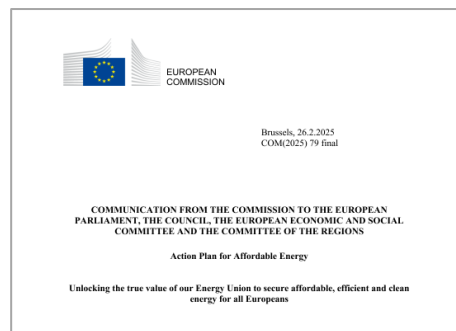 EUROPEAN
COMMISSION
Brussels, 26.2.2025
COM(2025) 79 final
COMMUNICATION FROM THE COMMISSION TO THE EUROPEAN
PARLIAMENT, THE COUNCIL, THE EUROPEAN ECONOMIC AND SOCIAL
COMMITTEE AND THE COMMITTEE OF THE REGIONS
Action Plan for Affordable Energy
Unlocking the true value of our Energy Union to secure affordable, efficient and clean
energy for all Europeans